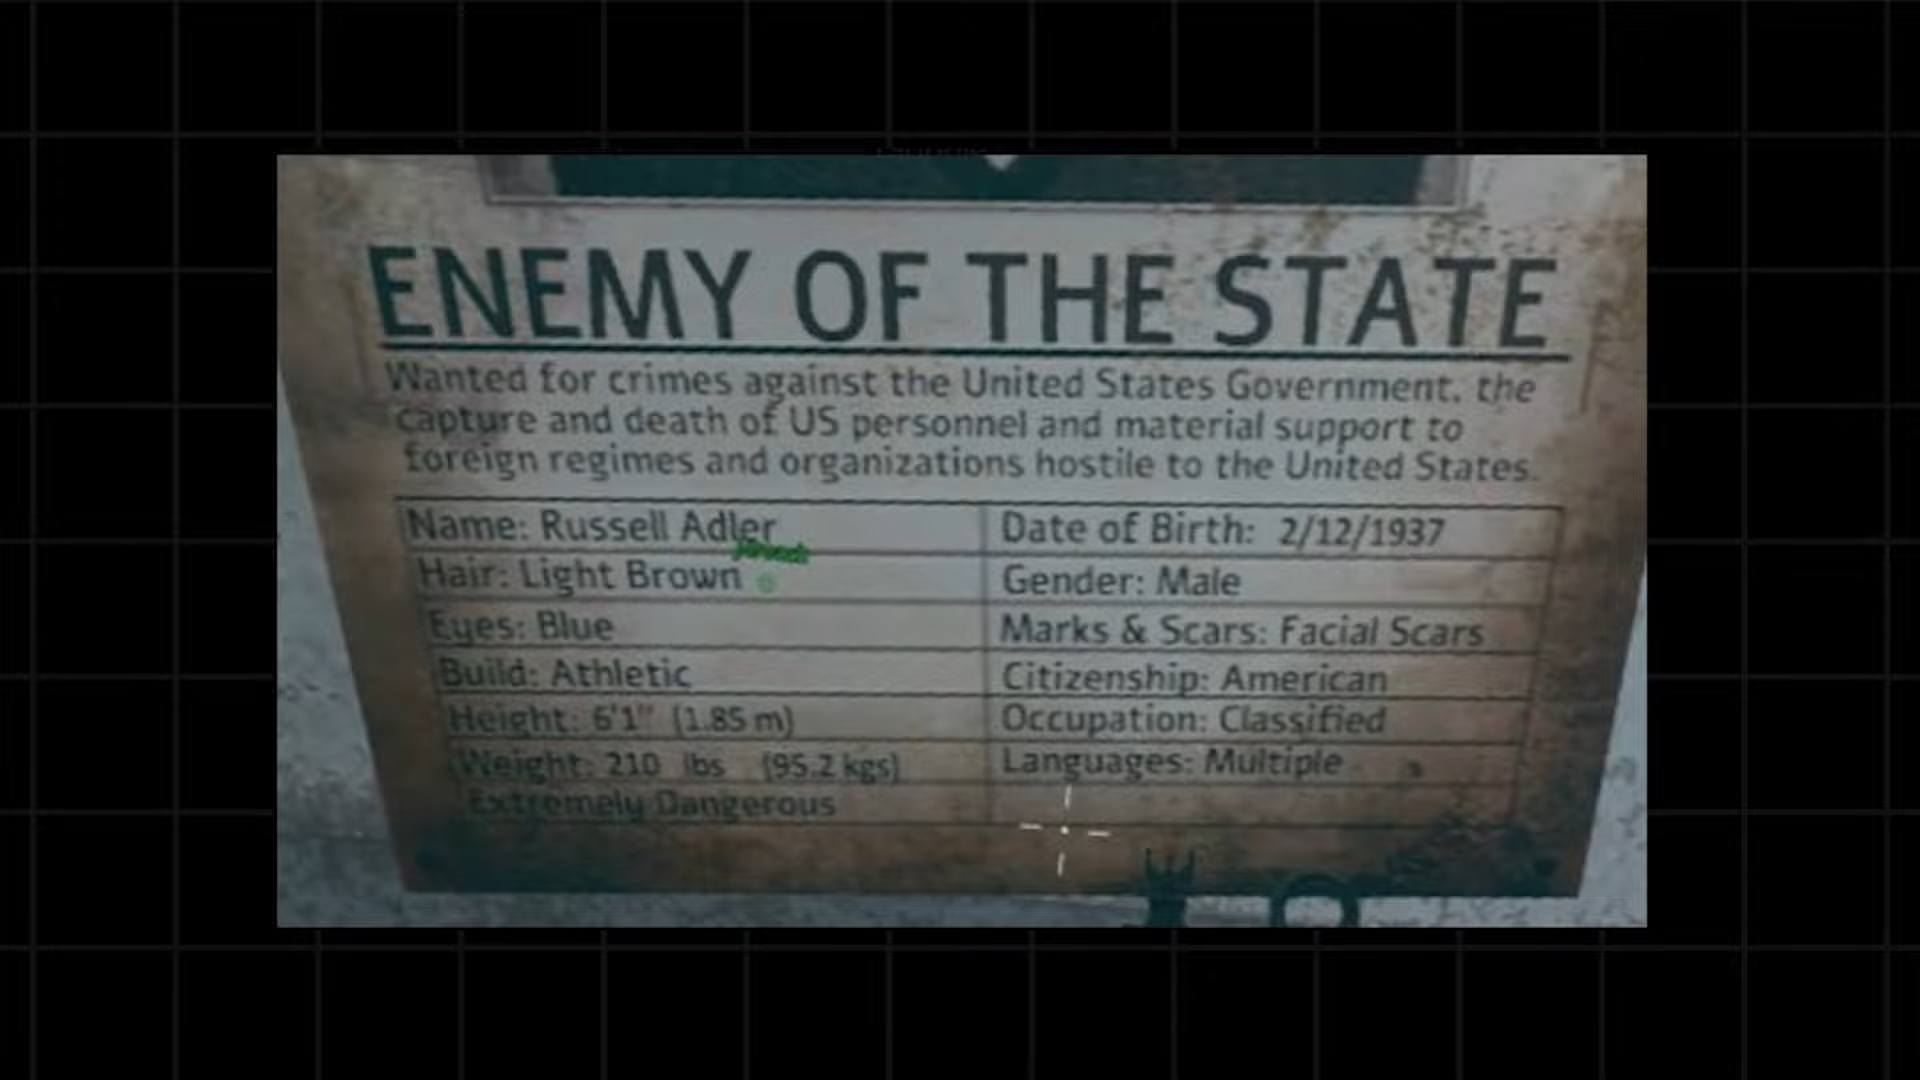 ENEMY OF THE STATE
Wanted for crimes against the United States Government, the
capture and death of US personnel and material support to
foreign regimes and organizations hostile to the United States.
Name: Russell Adler
Date of Birth: 2/12/1937
Hair: Light Brown
Gender: Male
Eyes: Blue
Marks & Scars: Facial Scars
Build: Athletic
Citizenship: American
Height: 6'1" (1.85 m)
Occupation: Classified
Weight: 210 lbs (95.2 kgs)
Languages: Multiple
Extremely Dangerous